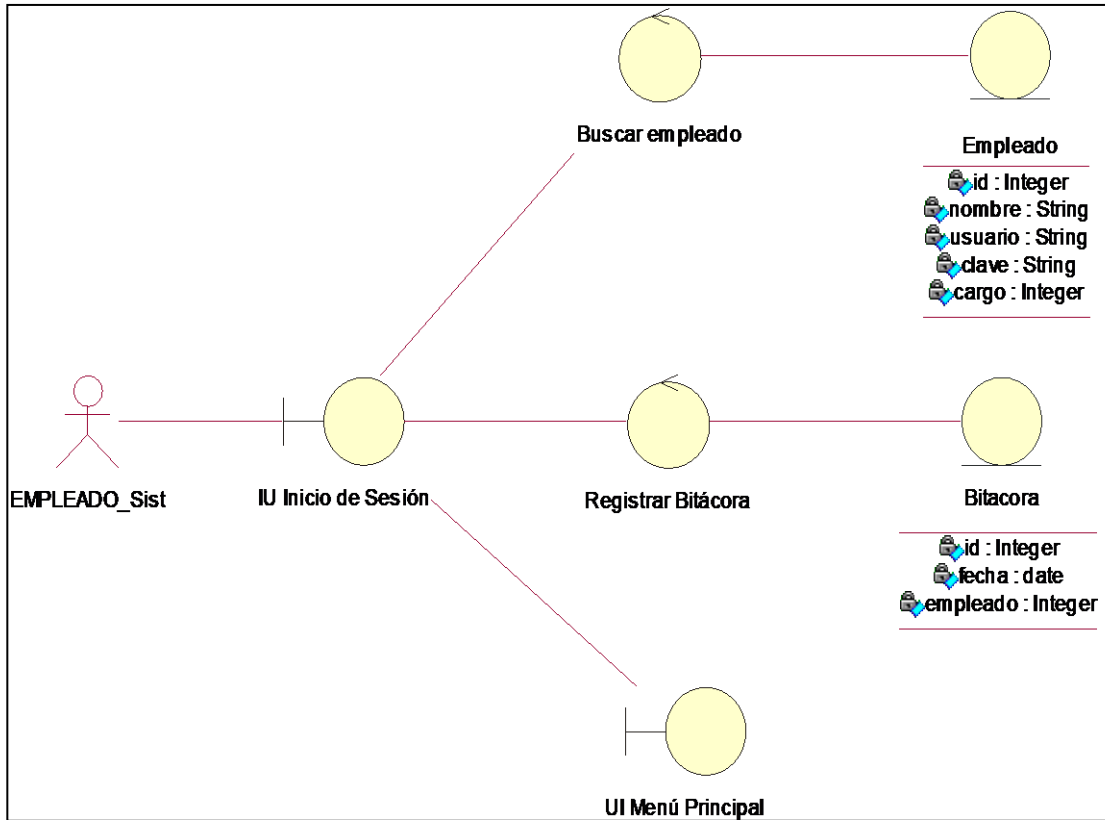 Buscar empleado
Empleado
id : Integer
nombre : String
usuario : String
clave : String
cargo : Integer
EMPLEADO_Sist
IU Inicio de Sesión
Registrar Bitácora
Bitacora
id : Integer
fecha : date
empleado : Integer
UI Menú Principal